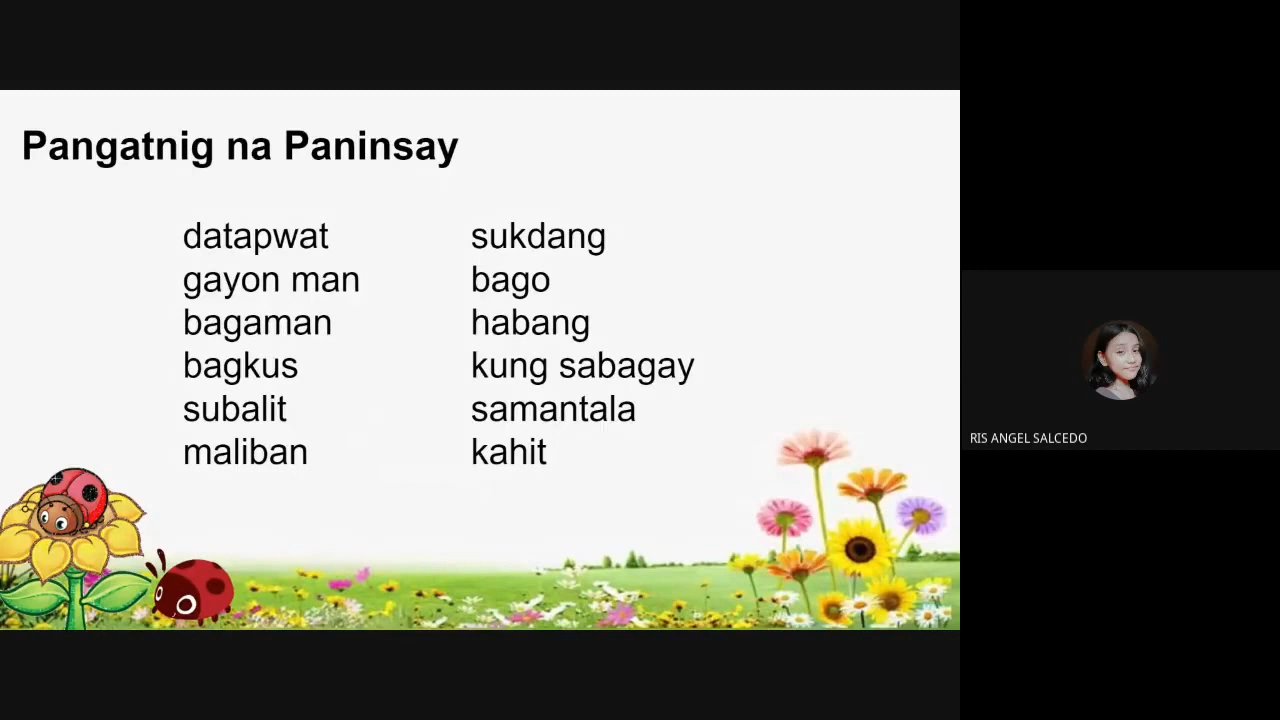 Pangatnig na Paninsay
datapwat
gayon man
bagaman
bagkus
subalit
maliban
sukdang
bago
habang
kung sabagay
samantala
kahit
RIS ANGEL SALCEDO